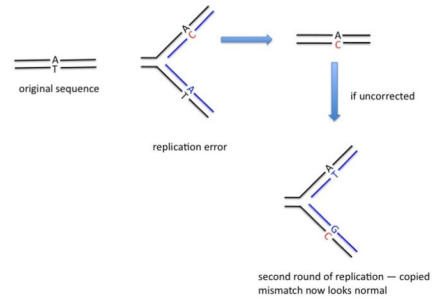 A
T
original sequence
A
C
A
T
replication error
A
C
if uncorrected
A
T
G
C
second round of replication — copied
mismatch now looks normal